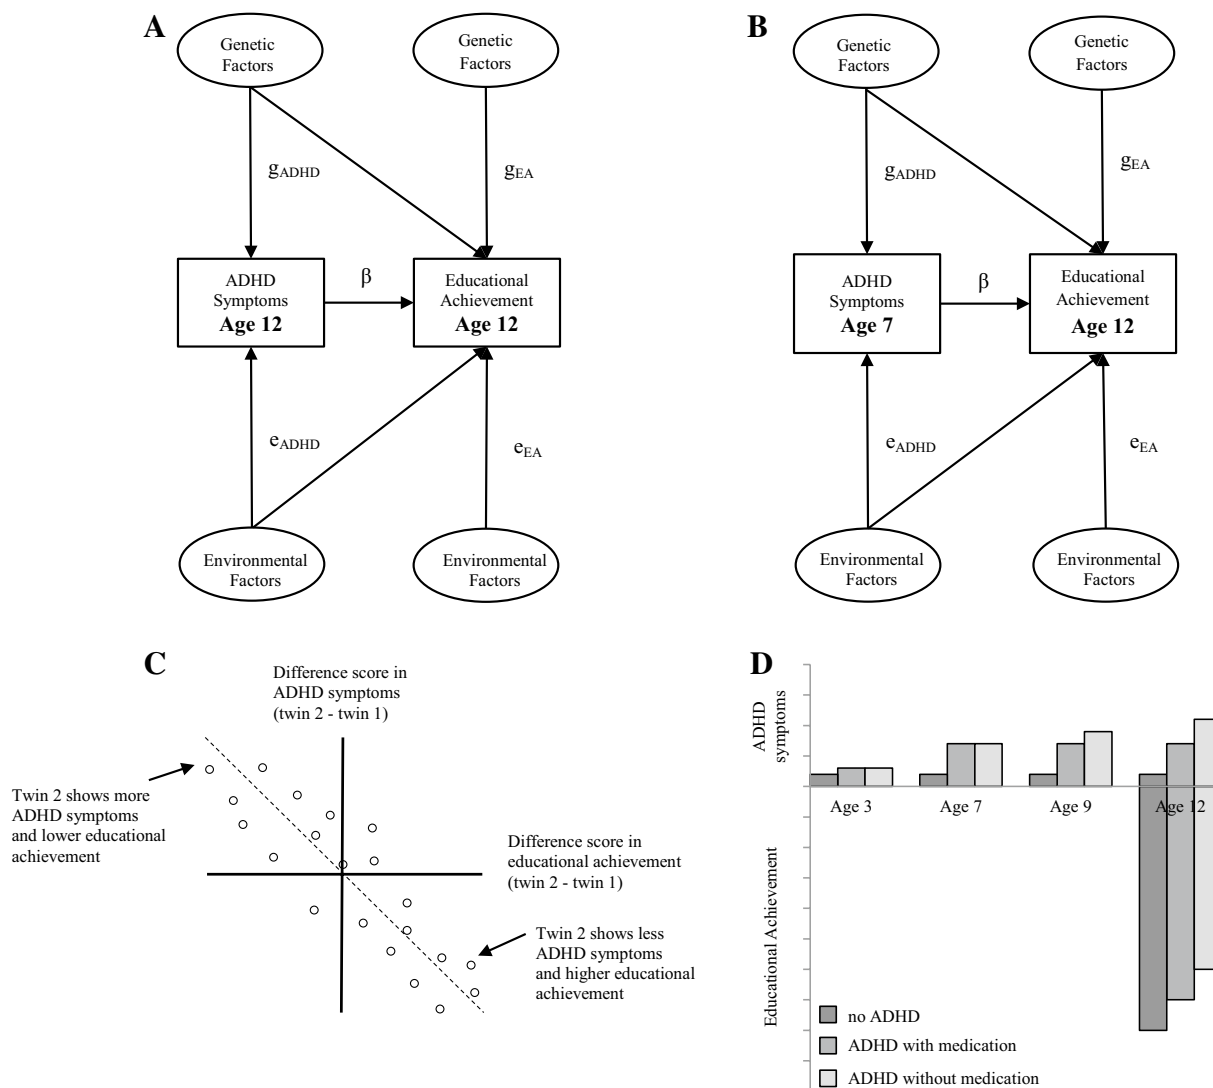 A
Genetic
Factors
Genetic
Factors
gADHD
gEA
ADHD
Symptoms
Age 12
β
Educational
Achievement
Age 12
eADHD
eEA
Environmental
Factors
Environmental
Factors
B
Genetic
Factors
Genetic
Factors
gADHD
gEA
ADHD
Symptoms
Age 7
β
Educational
Achievement
Age 12
eADHD
eEA
Environmental
Factors
Environmental
Factors
C
Difference score in
ADHD symptoms
(twin 2 - twin 1)
Twin 2 shows more
ADHD symptoms
and lower educational
achievement
Difference score in
educational achievement
(twin 2 - twin 1)
Twin 2 shows less
ADHD symptoms
and higher educational
achievement
D
ADHD
symptoms
Age 3
Age 7
Age 9
Age 12
Educational Achievement
no ADHD
ADHD with medication
ADHD without medication